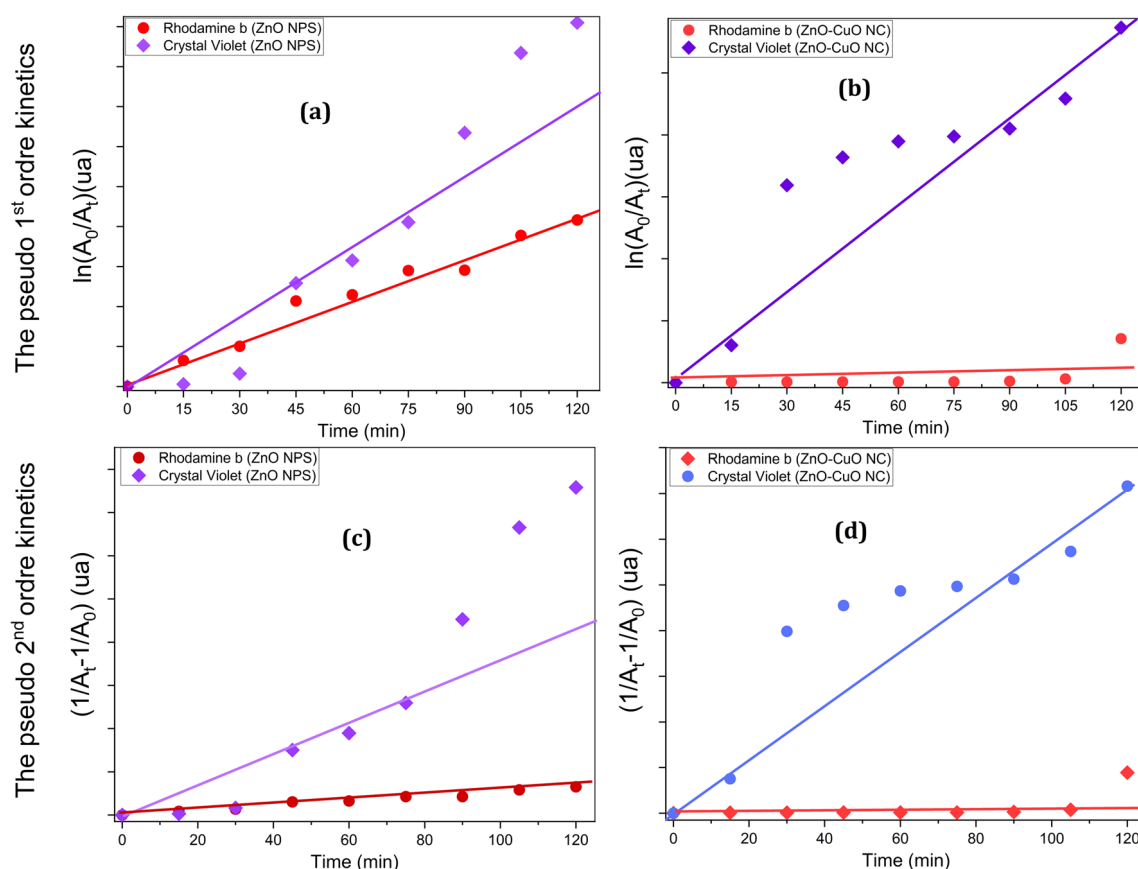 The pseudo 1st ordre kinetics
ln(A0/At)(ua)
Rhodamine b (ZnO NPS)
Crystal Violet (ZnO NPS)
(a)
0 15 30 45 60 75 90 105 120
Time (min)
ln(A0/At)(ua)
Rhodamine b (ZnO-CuO NC)
Crystal Violet (ZnO-CuO NC)
(b)
0 15 30 45 60 75 90 105 120
Time (min)
The pseudo 2nd ordre kinetics
(1/At-1/A0) (ua)
Rhodamine b (ZnO NPS)
Crystal Violet (ZnO NPS)
(c)
0 20 40 60 80 100 120
Time (min)
(1/At-1/A0) (ua)
Rhodamine b (ZnO-CuO NC)
Crystal Violet (ZnO-CuO NC)
(d)
0 20 40 60 80 100 120
Time (min)